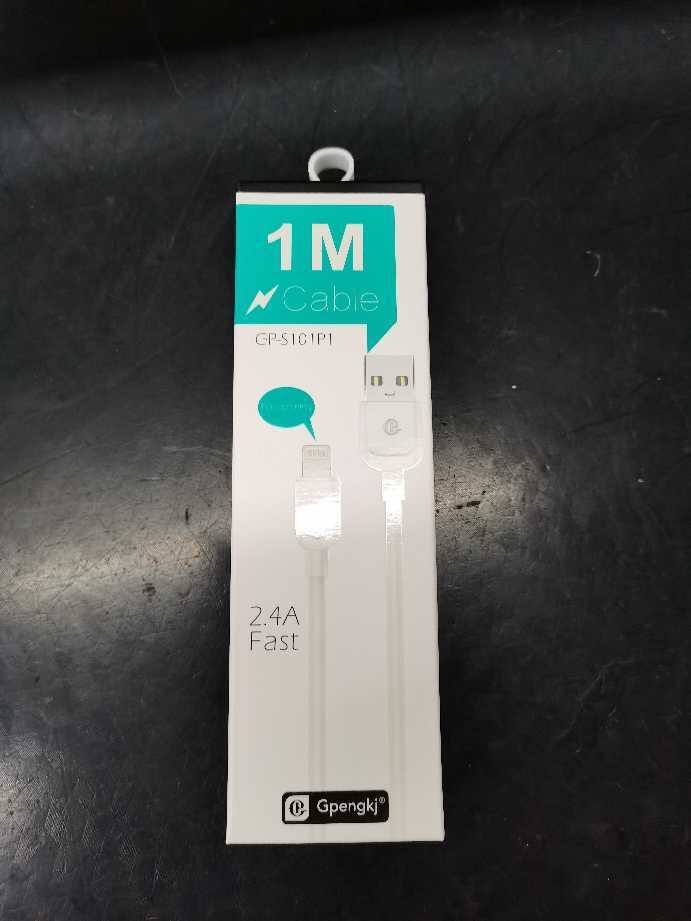 1M
Cable
GP-S101P1
2.4A
Fast
Gpengkj®